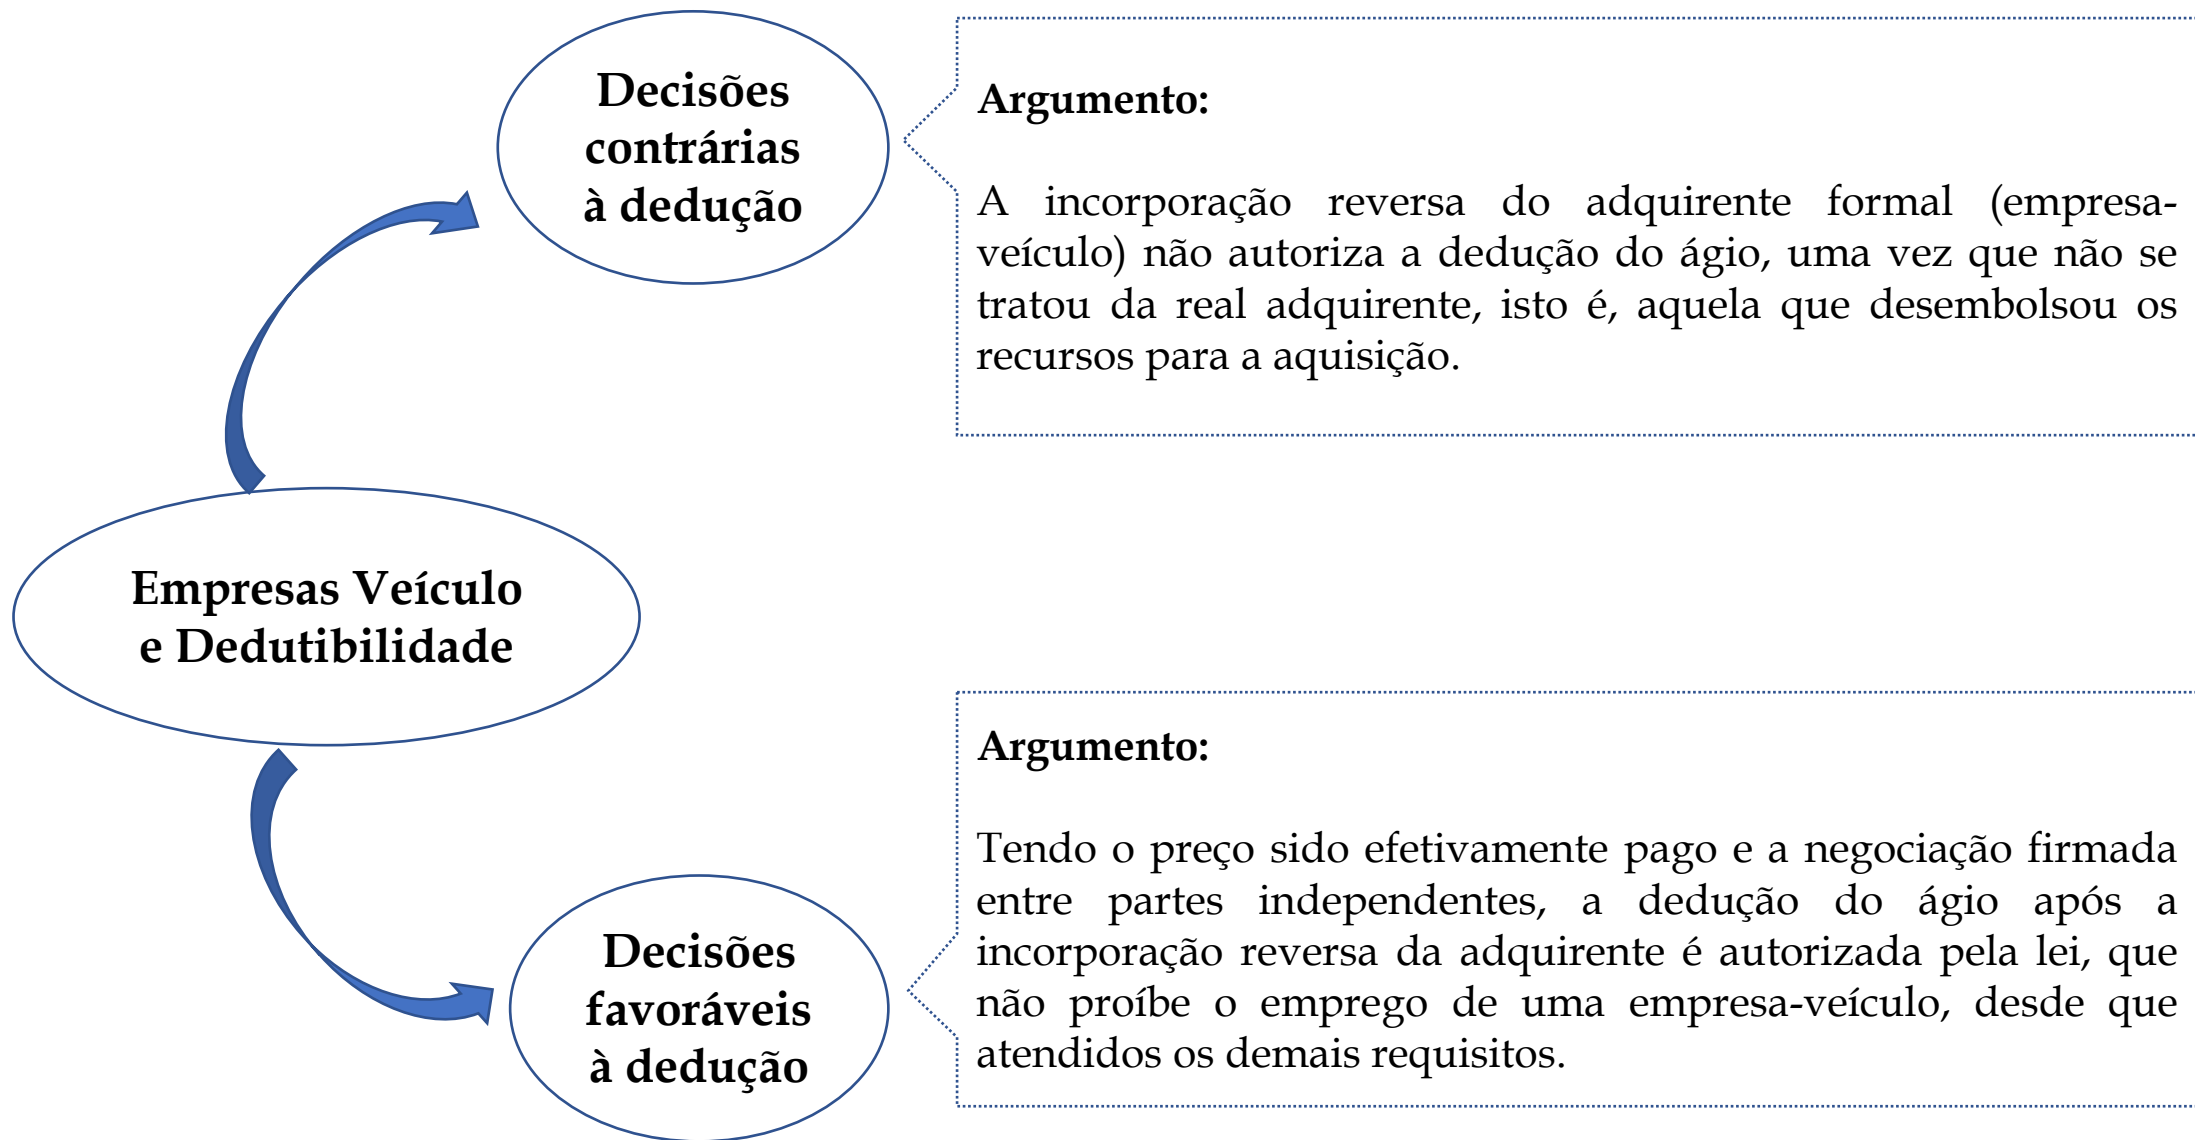 Decisões
contrárias
à dedução
Argumento:
A incorporação reversa do adquirente formal (empresa-
veículo) não autoriza a dedução do ágio, uma vez que não se
tratou da real adquirente, isto é, aquela que desembolsou os
recursos para a aquisição.
Empresas Veículo
e Dedutibilidade
Decisões
favoráveis
à dedução
Argumento:
Tendo o preço sido efetivamente pago e a negociação firmada
entre partes independentes, a dedução do ágio após a
incorporação reversa da adquirente é autorizada pela lei, que
não proíbe o emprego de uma empresa-veículo, desde que
atendidos os demais requisitos.